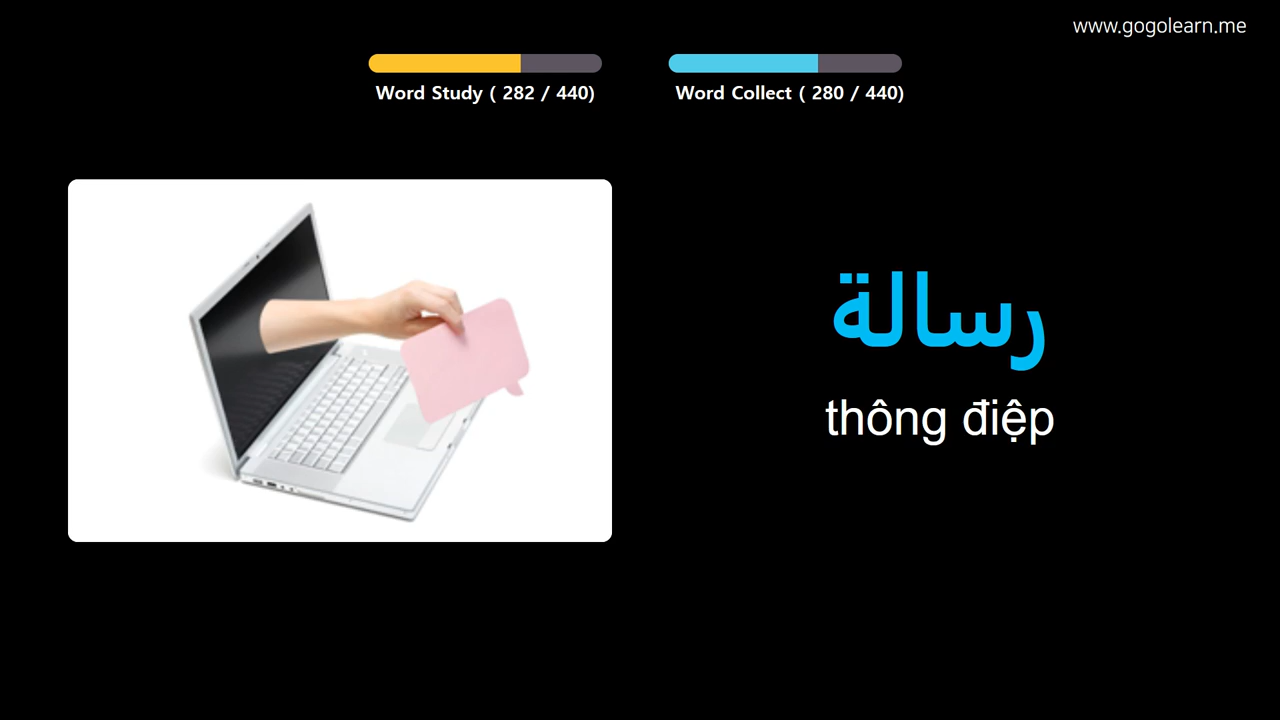 www.gogolearn.me
Word Study ( 282 / 440)
Word Collect ( 280 / 440)
رسالة
thông điệp